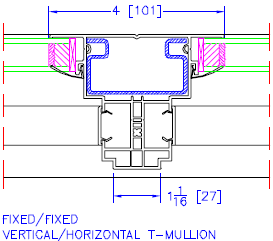 4 [101]
1 1/16 [27]
FIXED/FIXED
VERTICAL/HORIZONTAL T-MULLION